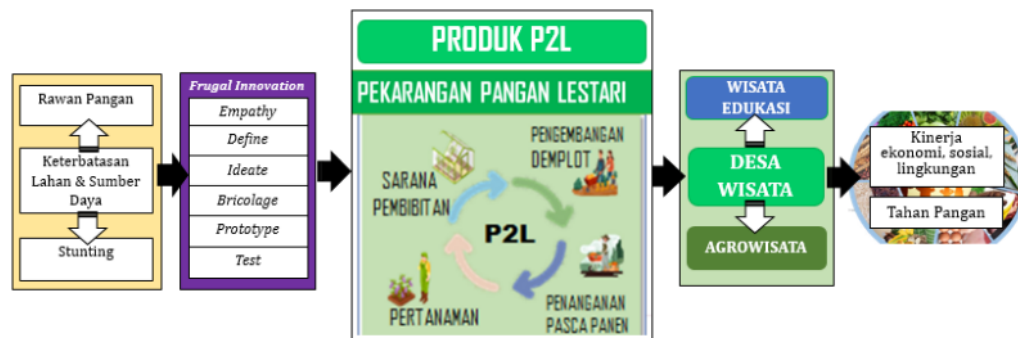 Rawan Pangan
Keterbatasan
Lahan & Sumber
Daya
Stunting
Frugal Innovation
Empathy
Define
Ideate
Bricolage
Prototype
Test
PRODUK P2L
PEKARANGAN PANGAN LESTARI
PENGEMBANGAN
DEMPLOT
SARANA
PEMBIBITAN
P2L
PERTANAMAN
PENANGANAN
PASCA PANEN
WISATA
EDUKASI
DESA
WISATA
AGROWISATA
Kinerja
ekonomi, sosial,
lingkungan
Tahan Pangan